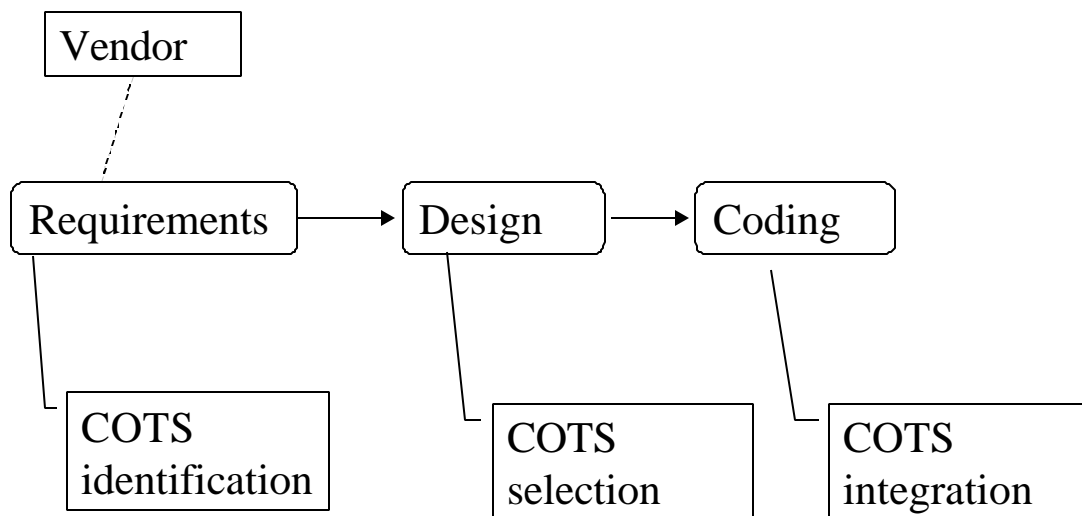 Vendor
Requirements
Design
Coding
COTS
identification
COTS
selection
COTS
integration